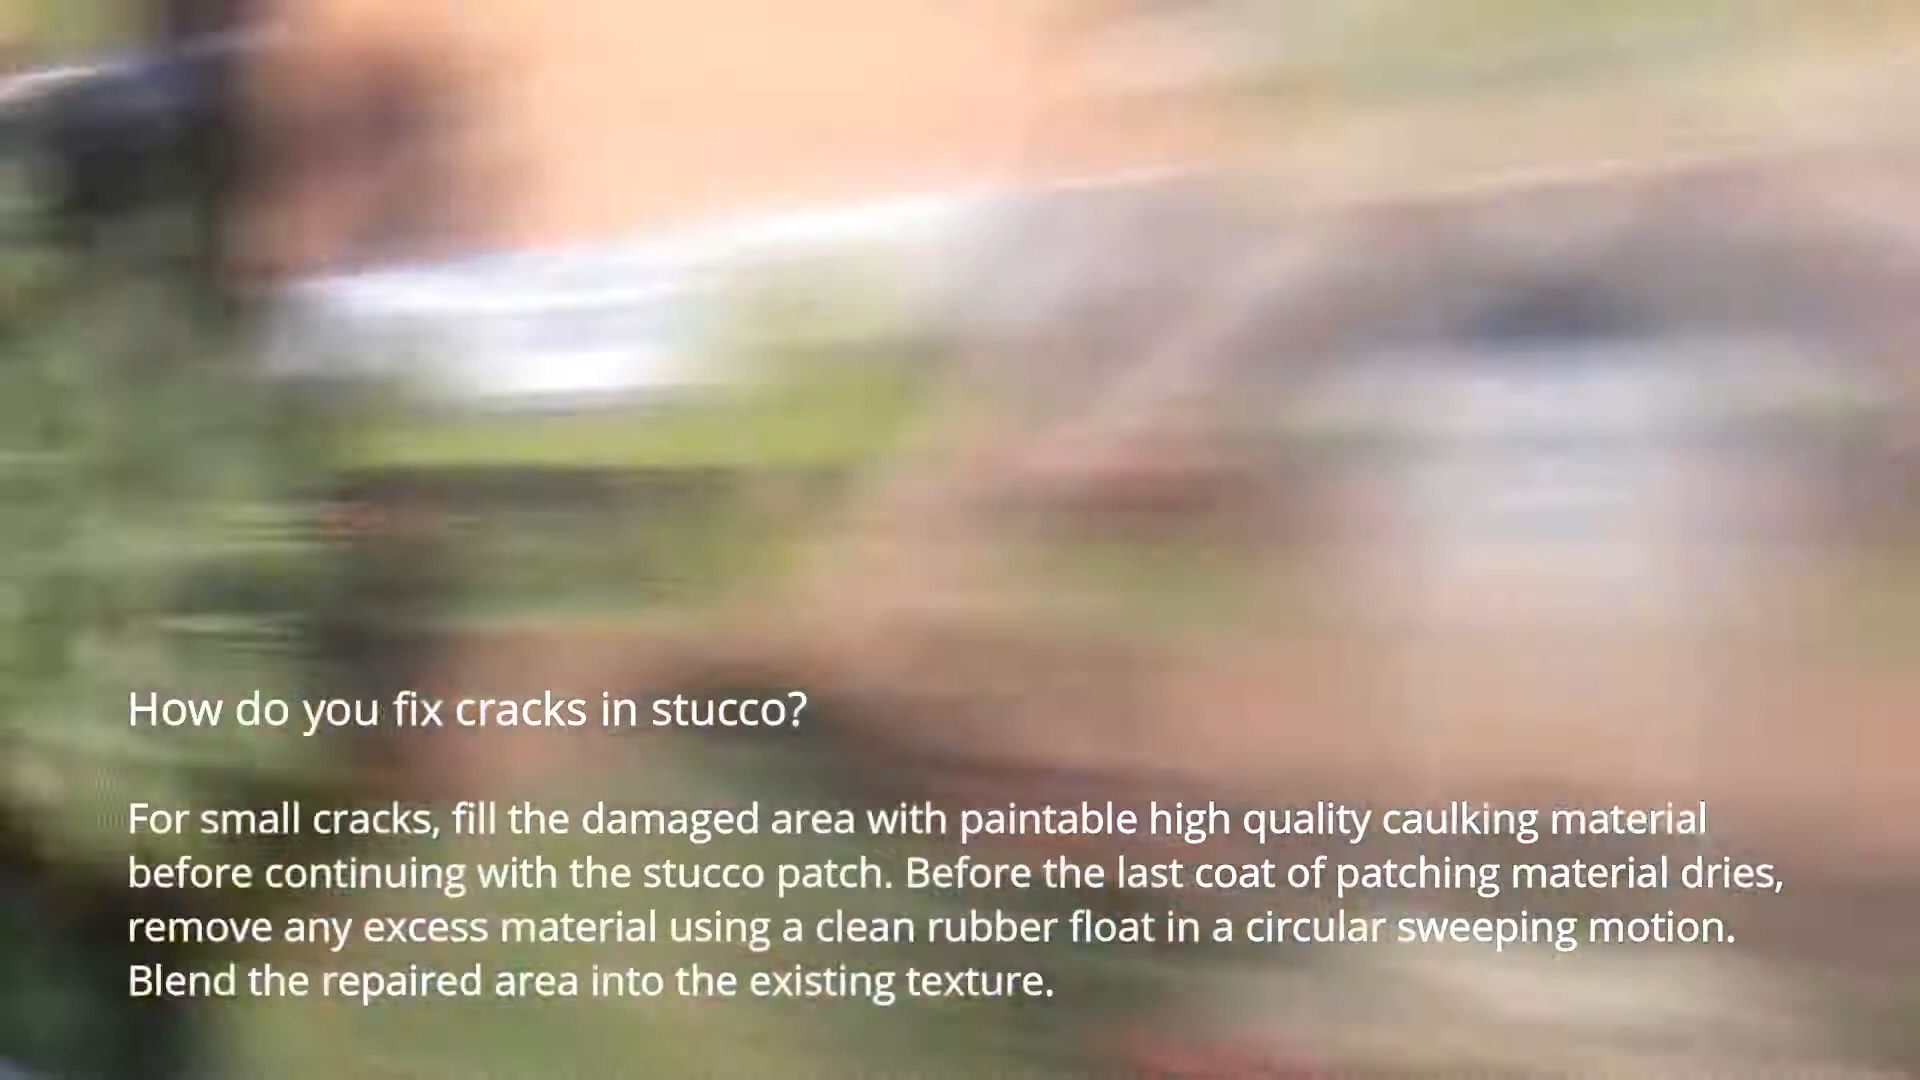 How do you fix cracks in stucco?
For small cracks, fill the damaged area with paintable high quality caulking material
before continuing with the stucco patch. Before the last coat of patching material dries,
remove any excess material using a clean rubber float in a circular sweeping motion.
Blend the repaired area into the existing texture.